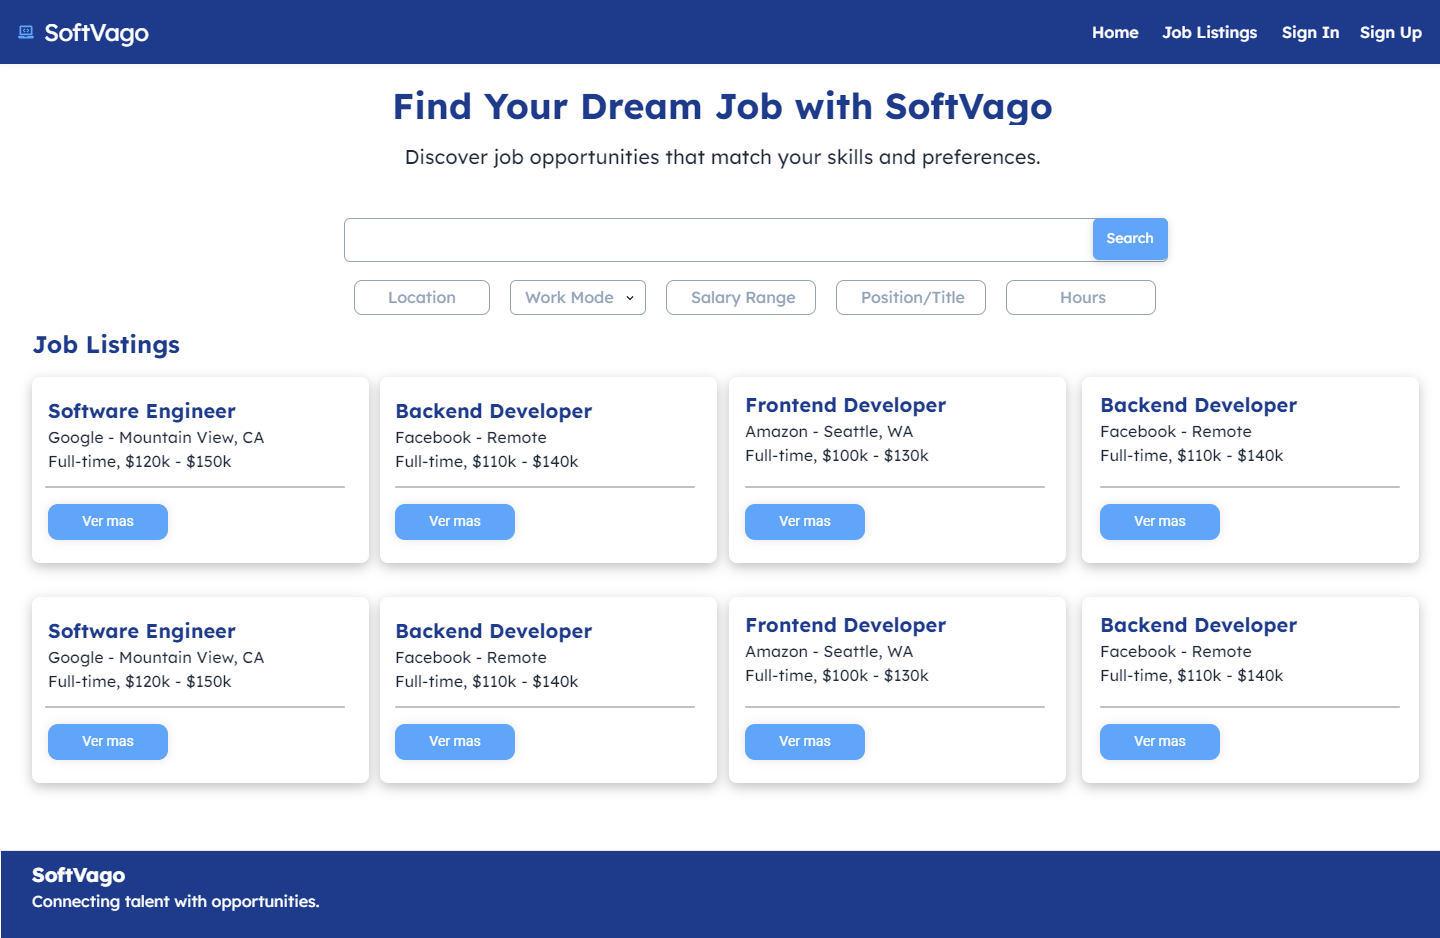 SoftVago
Home Job Listings Sign In Sign Up
Find Your Dream Job with SoftVago
Discover job opportunities that match your skills and preferences.
Search
Location Work Mode Salary Range Position/Title Hours
Job Listings
Software Engineer
Google - Mountain View, CA
Full-time, $120k - $150k
Ver mas
Backend Developer
Facebook - Remote
Full-time, $110k - $140k
Ver mas
Frontend Developer
Amazon - Seattle, WA
Full-time, $100k - $130k
Ver mas
Backend Developer
Facebook - Remote
Full-time, $110k - $140k
Ver mas
Software Engineer
Google - Mountain View, CA
Full-time, $120k - $150k
Ver mas
Backend Developer
Facebook - Remote
Full-time, $110k - $140k
Ver mas
Frontend Developer
Amazon - Seattle, WA
Full-time, $100k - $130k
Ver mas
Backend Developer
Facebook - Remote
Full-time, $110k - $140k
Ver mas
SoftVago
Connecting talent with opportunities.